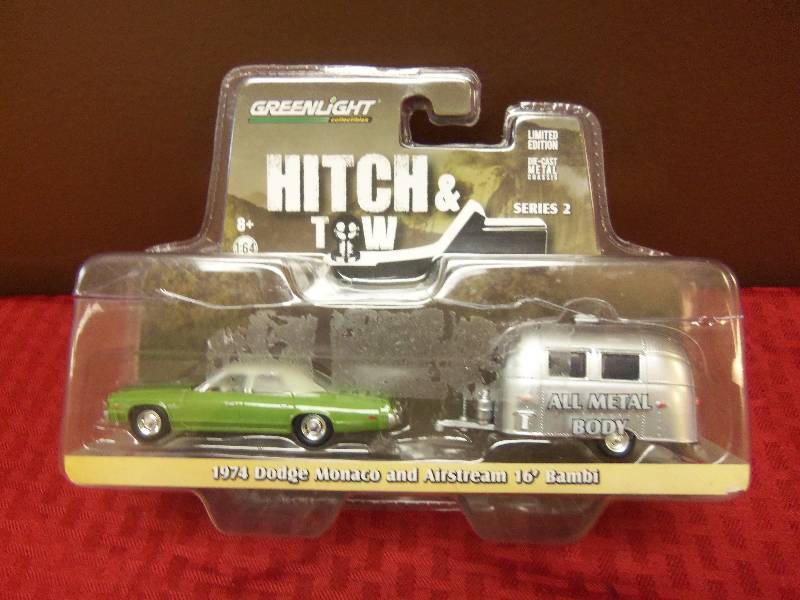 GREENLIGHT
collectibles
LIMITED
EDITION
DIE-CAST
METAL
CHASSIS
HITCH &
TOW
SERIES 2
8+
1:64
ALL METAL
BODY
1974 Dodge Monaco and Airstream 16' Bambi